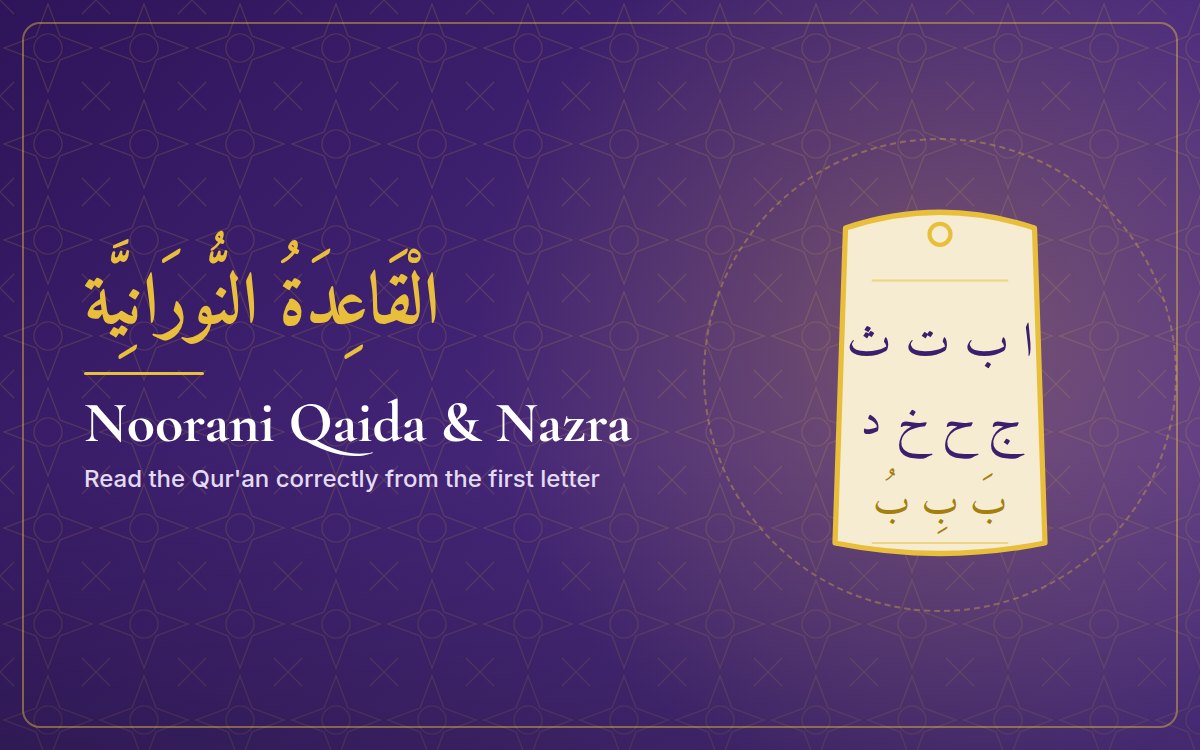 الْقَاعِدَةُ النُّورَانِيَّة
Noorani Qaida & Nazra
Read the Qur'an correctly from the first letter
ا ب ت ث
ج ح خ د
بَ بِ بُ